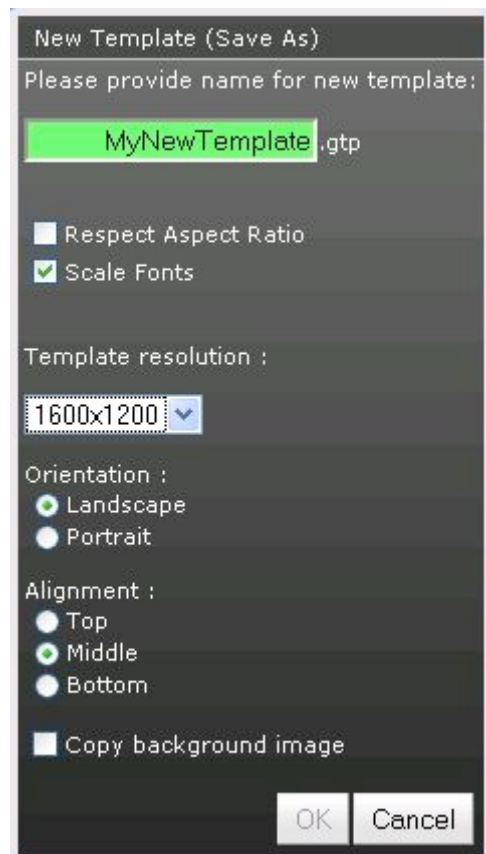 New Template (Save As)
Please provide name for new template:
MyNewTemplate .gtp
Respect Aspect Ratio
Scale Fonts
Template resolution :
1600x1200
Orientation :
Landscape
Portrait
Alignment :
Top
Middle
Bottom
Copy background image
OK Cancel